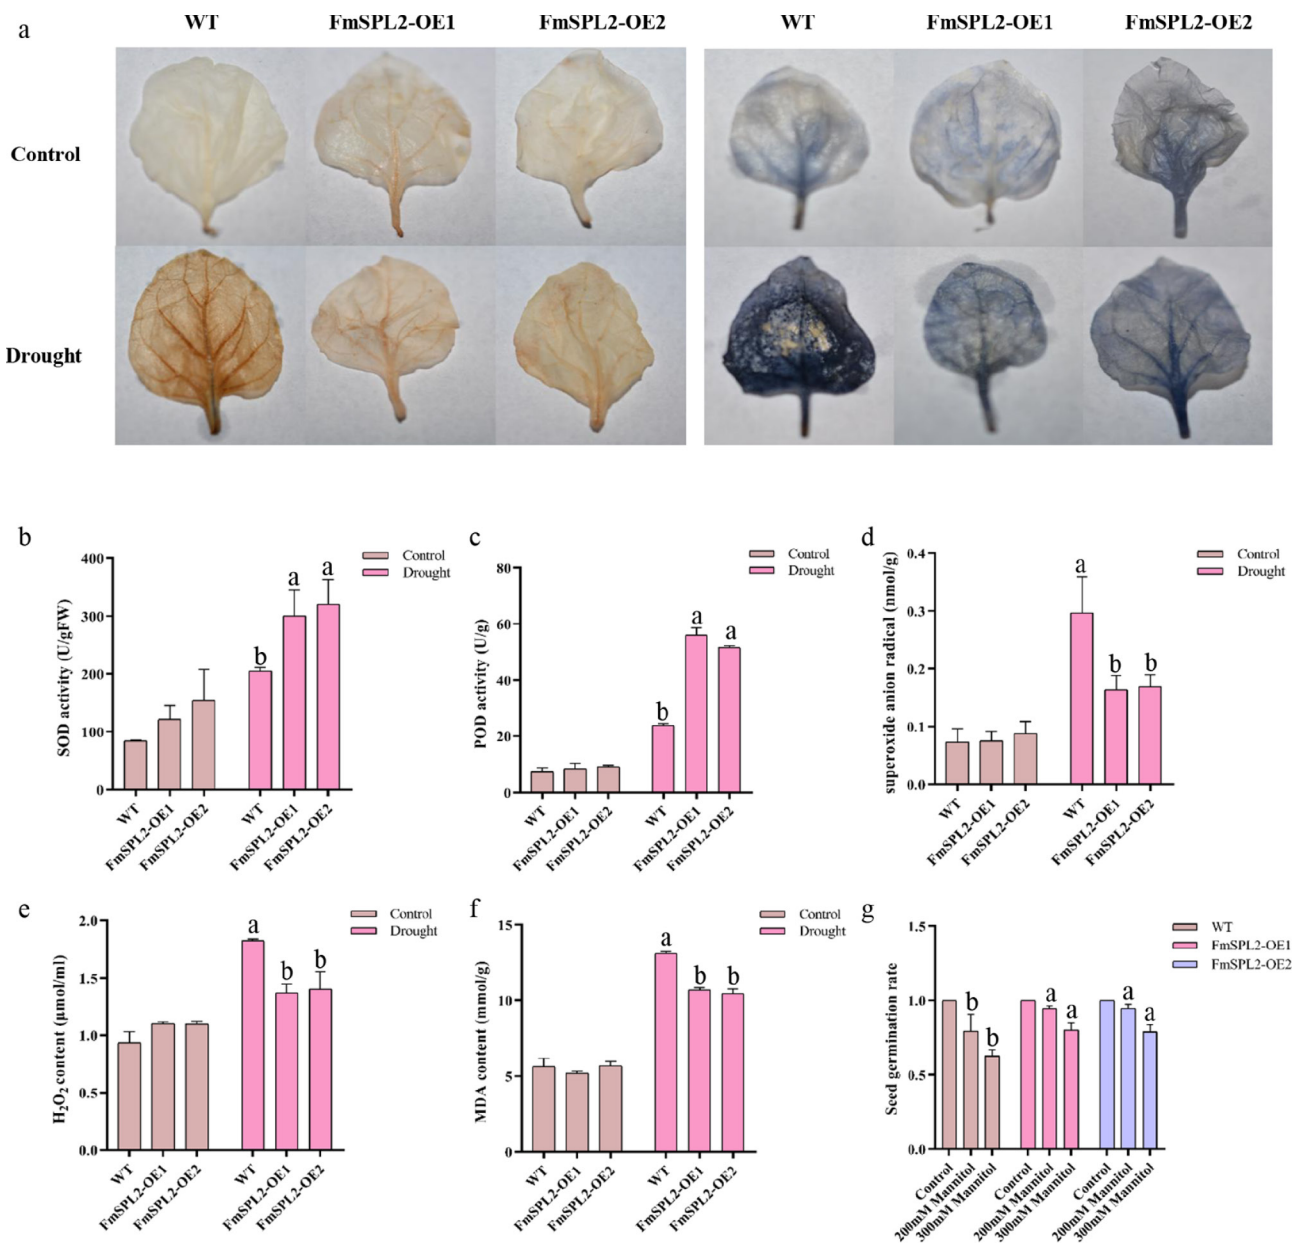 a
WT FmSPL2-OE1 FmSPL2-OE2 WT FmSPL2-OE1 FmSPL2-OE2
Control
Drought
b
SOD activity (U/gFW)
400
300
200
100
0
b a a
Control
Drought
WT FmSPL2-OE1 FmSPL2-OE2 WT FmSPL2-OE1 FmSPL2-OE2
c
POD activity (U/g)
80
60
40
20
0
b a a
Control
Drought
WT FmSPL2-OE1 FmSPL2-OE2 WT FmSPL2-OE1 FmSPL2-OE2
d
superoxide anion radical (nmol/g)
0.4
0.3
0.2
0.1
0.0
a b b
Control
Drought
WT FmSPL2-OE1 FmSPL2-OE2 WT FmSPL2-OE1 FmSPL2-OE2
e
H₂O₂ content (μmol/ml)
2.0
1.5
1.0
0.5
0.0
a b b
Control
Drought
WT FmSPL2-OE1 FmSPL2-OE2 WT FmSPL2-OE1 FmSPL2-OE2
f
MDA content (mmol/g)
15
10
5
0
a b b
Control
Drought
WT FmSPL2-OE1 FmSPL2-OE2 WT FmSPL2-OE1 FmSPL2-OE2
g
Seed germination rate
1.5
1.0
0.5
0.0
b b a a a a
WT
FmSPL2-OE1
FmSPL2-OE2
Control 200mM Mannitol 300mM Mannitol Control 200mM Mannitol 300mM Mannitol Control 200mM Mannitol 300mM Mannitol